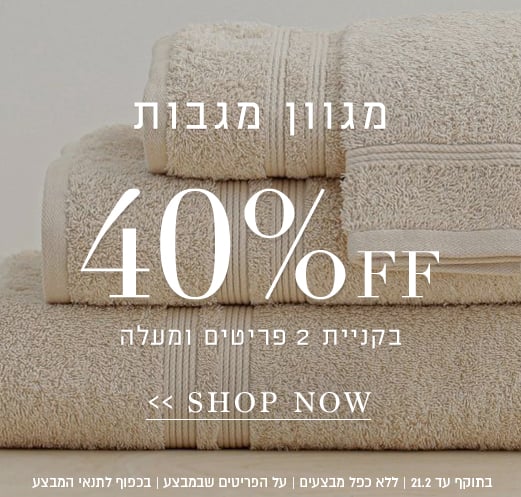 מגוון מגבות
40% OFF
בקניית 2 פריטים ומעלה
<< SHOP NOW
בתוקף עד 21.2 | ללא כפל מבצעים | על הפריטים שבמבצע | בכפוף לתנאי המבצע